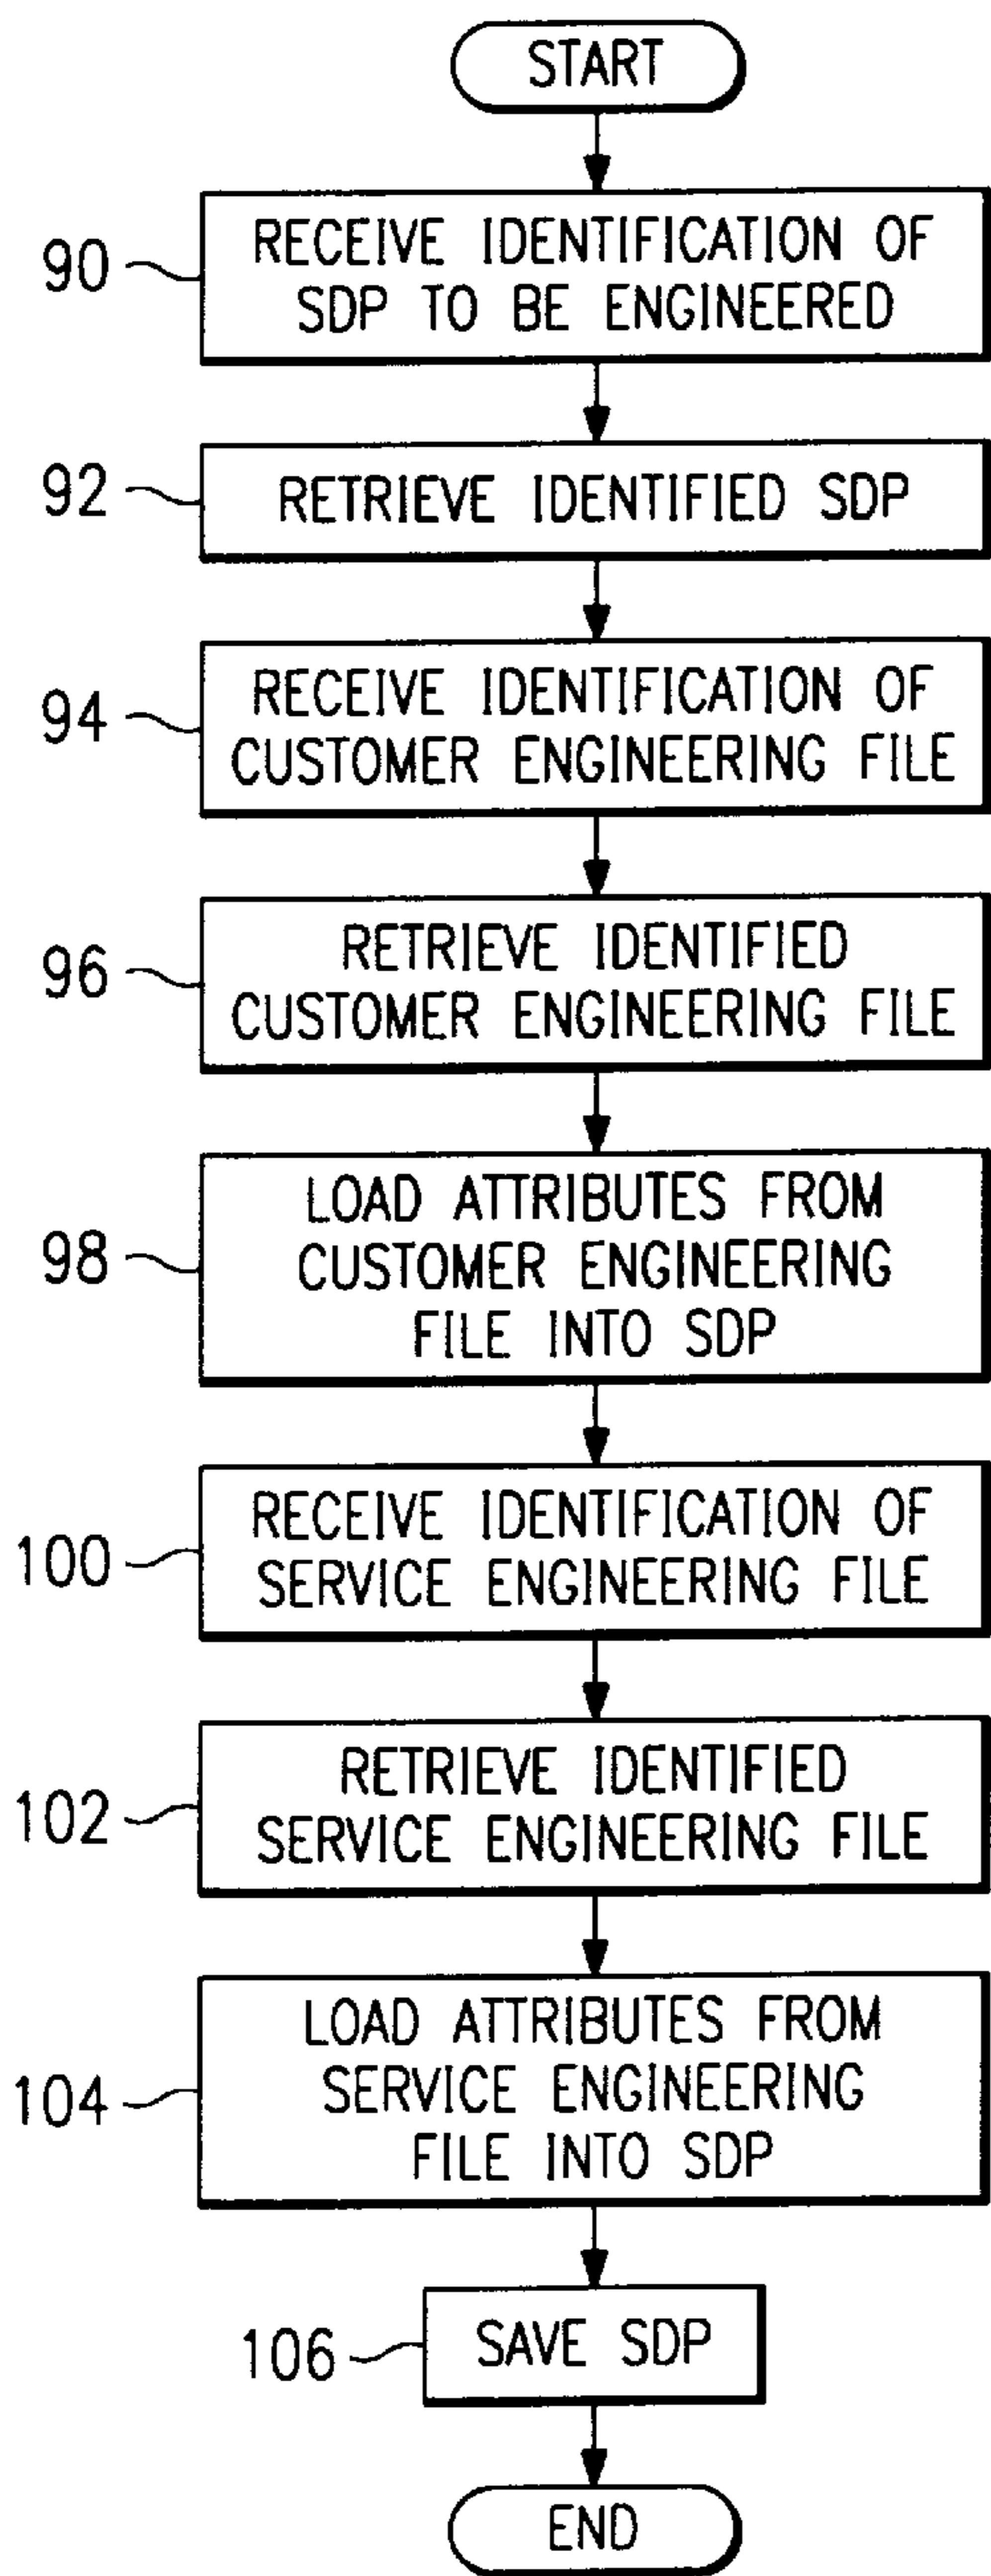 START
90
RECEIVE IDENTIFICATION OF
SDP TO BE ENGINEERED
92
RETRIEVE IDENTIFIED SDP
94
RECEIVE IDENTIFICATION OF
CUSTOMER ENGINEERING FILE
96
RETRIEVE IDENTIFIED
CUSTOMER ENGINEERING FILE
98
LOAD ATTRIBUTES FROM
CUSTOMER ENGINEERING
FILE INTO SDP
100
RECEIVE IDENTIFICATION OF
SERVICE ENGINEERING FILE
102
RETRIEVE IDENTIFIED
SERVICE ENGINEERING FILE
104
LOAD ATTRIBUTES FROM
SERVICE ENGINEERING
FILE INTO SDP
106
SAVE SDP
END